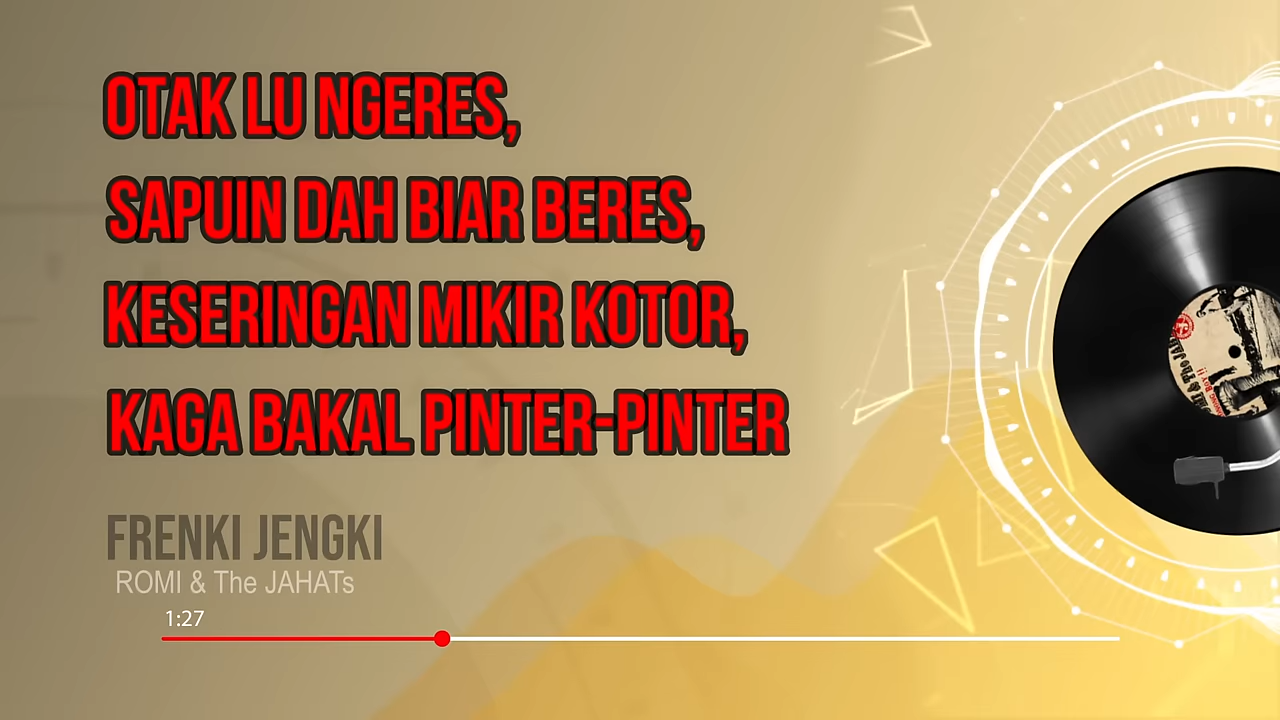 OTAK LU NGERES,
SAPUIN DAH BIAR BERES,
KESERINGAN MIKIR KOTOR,
KAGA BAKAL PINTER-PINTER
FRENKI JENGKI
ROMI & The JAHATs
1:27